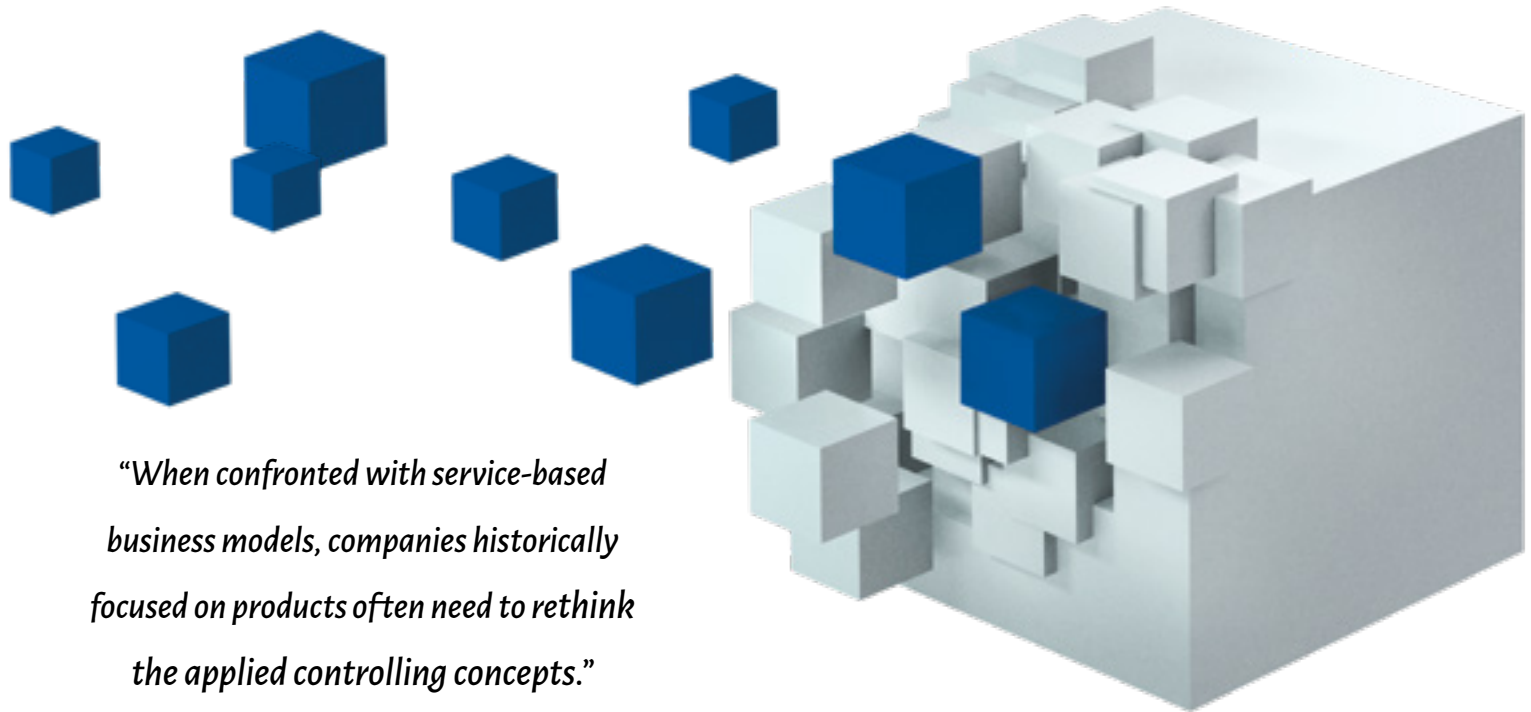 “When confronted with service-based
business models, companies historically
focused on products often need to rethink
the applied controlling concepts.”